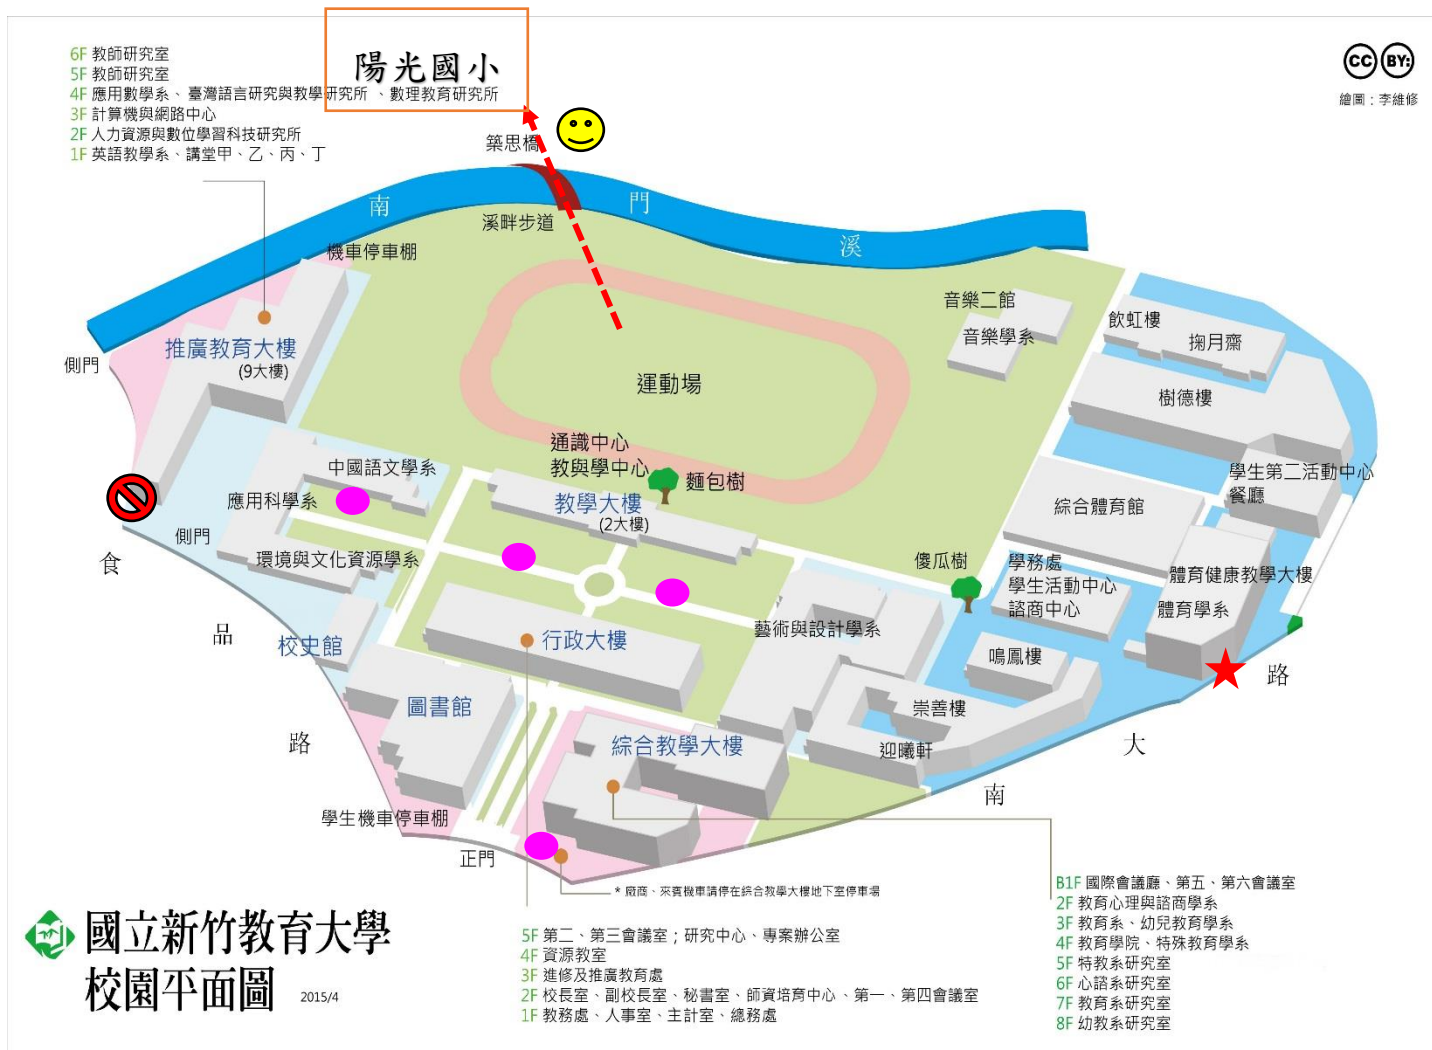 陽光國小
6F 教師研究室
5F 教師研究室
4F 應用數學系、臺灣語言研究與教學研究所、數理教育研究所
3F 計算機與網路中心
2F 人力資源與數位學習科技研究所
1F 英語教學系、講堂甲、乙、丙、丁
CC BY:
繪圖：李維修
築思橋
南
門
溪
溪畔步道
機車停車棚
音樂二館
音樂學系
飲虹樓
掬月齋
推廣教育大樓
(9大樓)
側門
運動場
樹德樓
通識中心
教與學中心
麵包樹
中國語文學系
教學大樓
(2大樓)
學生第二活動中心
餐廳
應用科學系
綜合體育館
側門
環境與文化資源學系
傻瓜樹
學務處
學生活動中心
諮商中心
體育健康教學大樓
體育學系
食
品
路
校史館
行政大樓
藝術與設計學系
鳴鳳樓
路
圖書館
崇善樓
綜合教學大樓
迎曦軒
大
南
學生機車停車棚
正門
* 廠商、來賓機車請停在綜合教學大樓地下室停車場
B1F 國際會議廳、第五、第六會議室
2F 教育心理與諮商學系
3F 教育系、幼兒教育學系
4F 教育學院、特殊教育學系
5F 特教系研究室
6F 心諮系研究室
7F 教育系研究室
8F 幼教系研究室
5F 第二、第三會議室；研究中心、專案辦公室
4F 資源教室
3F 進修及推廣教育處
2F 校長室、副校長室、秘書室、師資培育中心、第一、第四會議室
1F 教務處、人事室、主計室、總務處
國立新竹教育大學
校園平面圖 2015/4